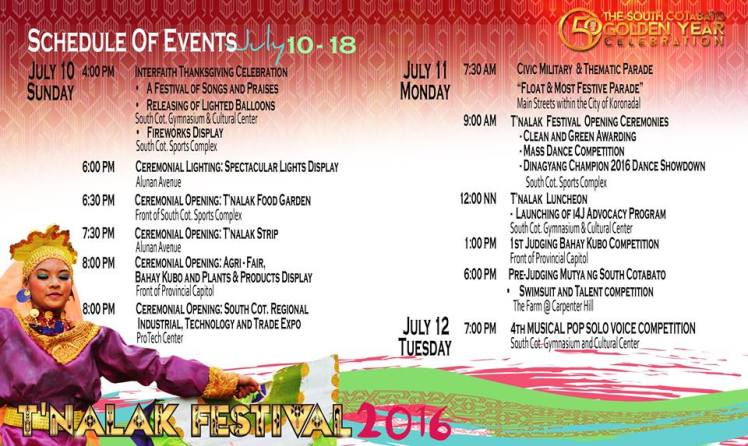 SCHEDULE OF EVENTS July 10 - 18
50 THE SOUTH COTABATO
GOLDEN YEAR
CELEBRATION
JULY 10
SUNDAY
4:00 PM INTERFAITH THANKSGIVING CELEBRATION
• A FESTIVAL OF SONGS AND PRAISES
• RELEASING OF LIGHTED BALLOONS
South Cot. Gymnasium & Cultural Center
• FIREWORKS DISPLAY
South Cot. Sports Complex
6:00 PM CEREMONIAL LIGHTING: SPECTACULAR LIGHTS DISPLAY
Alunan Avenue
6:30 PM CEREMONIAL OPENING: T'NALAK FOOD GARDEN
Front of South Cot. Sports Complex
7:30 PM CEREMONIAL OPENING: T'NALAK STRIP
Alunan Avenue
8:00 PM CEREMONIAL OPENING: AGRI - FAIR,
BAHAY KUBO AND PLANTS & PRODUCTS DISPLAY
Front of Provincial Capitol
8:00 PM CEREMONIAL OPENING: SOUTH COT. REGIONAL
INDUSTRIAL, TECHNOLOGY AND TRADE EXPO
ProTech Center
JULY 11
MONDAY
7:30 AM CIVIC MILITARY & THEMATIC PARADE
"FLOAT & MOST FESTIVE PARADE"
Main Streets within the City of Koronadal
9:00 AM T'NALAK FESTIVAL OPENING CEREMONIES
• CLEAN AND GREEN AWARDING
• MASS DANCE COMPETITION
• DINAGYANG CHAMPION 2016 DANCE SHOWDOWN
South Cot. Sports Complex
12:00 NN T'NALAK LUNCHEON
• LAUNCHING OF i4J ADVOCACY PROGRAM
South Cot. Gymnasium & Cultural Center
1:00 PM 1ST JUDGING BAHAY KUBO COMPETITION
Front of Provincial Capitol
6:00 PM PRE-JUDGING MUTYA NG SOUTH COTABATO
• SWIMSUIT AND TALENT COMPETITION
The Farm @ Carpenter Hill
JULY 12
TUESDAY
7:00 PM 4TH MUSICAL POP SOLO VOICE COMPETITION
South Cot. Gymnasium and Cultural Center
T'NALAK FESTIVAL 2016